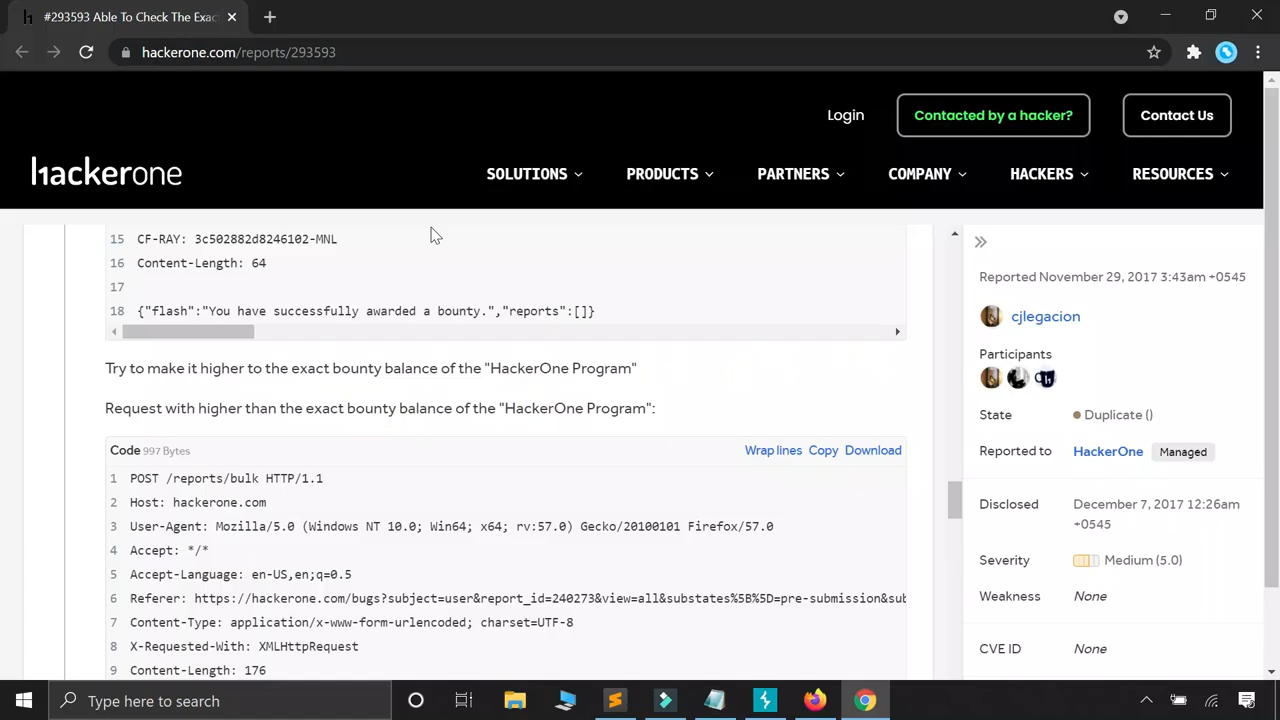 #293593 Able To Check The Exac
hackerone.com/reports/293593
Login
Contacted by a hacker?
Contact Us
hackerone
SOLUTIONS
PRODUCTS
PARTNERS
COMPANY
HACKERS
RESOURCES
15 CF-RAY: 3c502882d8246102-MNL
16 Content-Length: 64
17
18 {"flash":"You have successfully awarded a bounty.","reports":[]}
Try to make it higher to the exact bounty balance of the "HackerOne Program"
Request with higher than the exact bounty balance of the "HackerOne Program":
Code 997 Bytes
Wrap lines Copy Download
1 POST /reports/bulk HTTP/1.1
2 Host: hackerone.com
3 User-Agent: Mozilla/5.0 (Windows NT 10.0; Win64; x64; rv:57.0) Gecko/20100101 Firefox/57.0
4 Accept: */*
5 Accept-Language: en-US,en;q=0.5
6 Referer: https://hackerone.com/bugs?subject=user&report_id=240273&view=all&substates%5B%5D=pre-submission&sub
7 Content-Type: application/x-www-form-urlencoded; charset=UTF-8
8 X-Requested-With: XMLHttpRequest
9 Content-Length: 176
Reported November 29, 2017 3:43am +0545
cjlegacion
Participants
State Duplicate ()
Reported to HackerOne Managed
Disclosed December 7, 2017 12:26am
+0545
Severity Medium (5.0)
Weakness None
CVE ID None
Type here to search